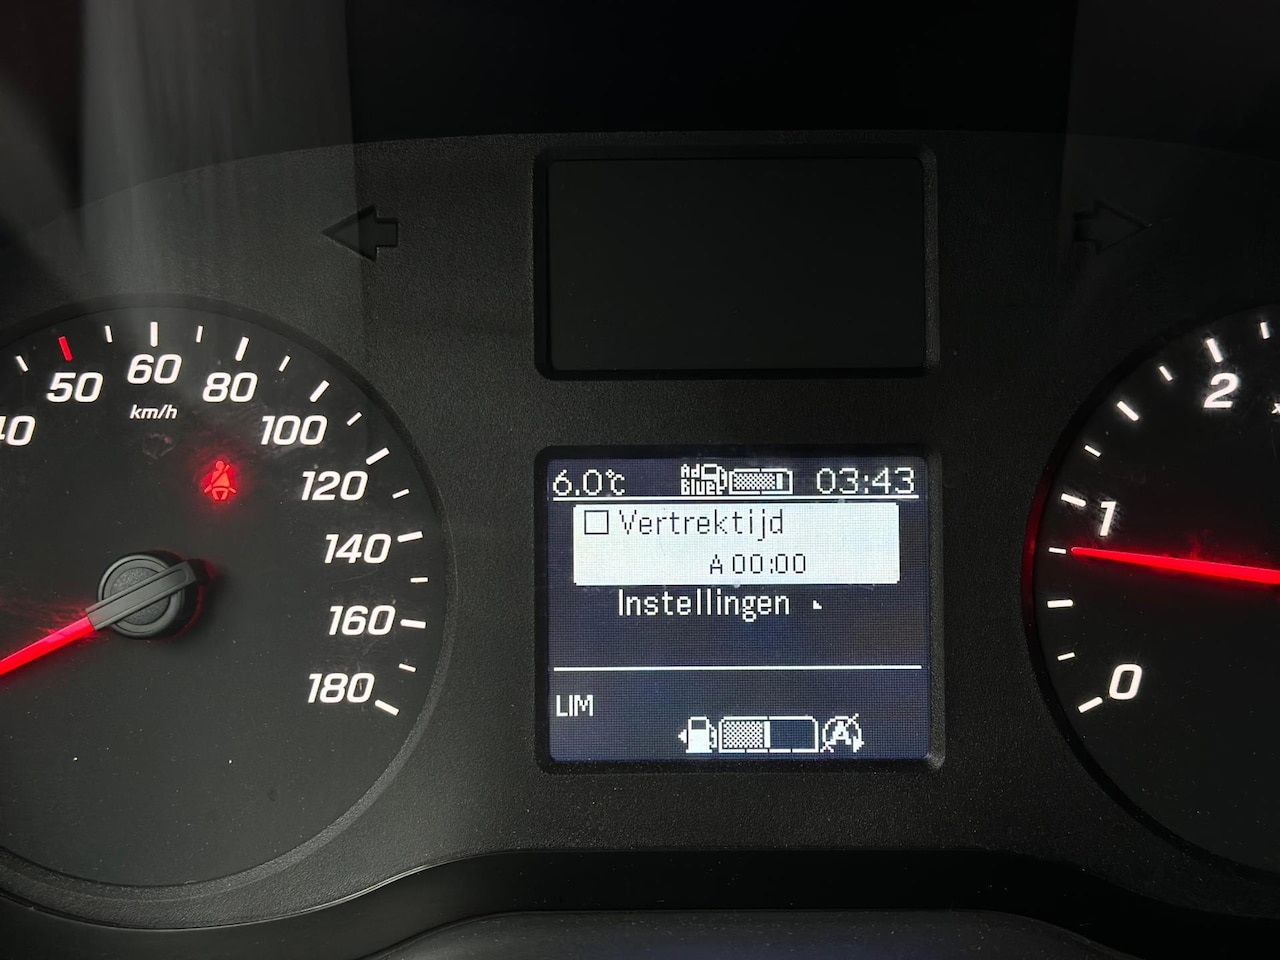 6.0°C
Ad
Blue
03:43
Vertrektijd
A 00:00
Instellingen
LIM
A
40
50
60
80
100
120
140
160
180
km/h
2
1
0